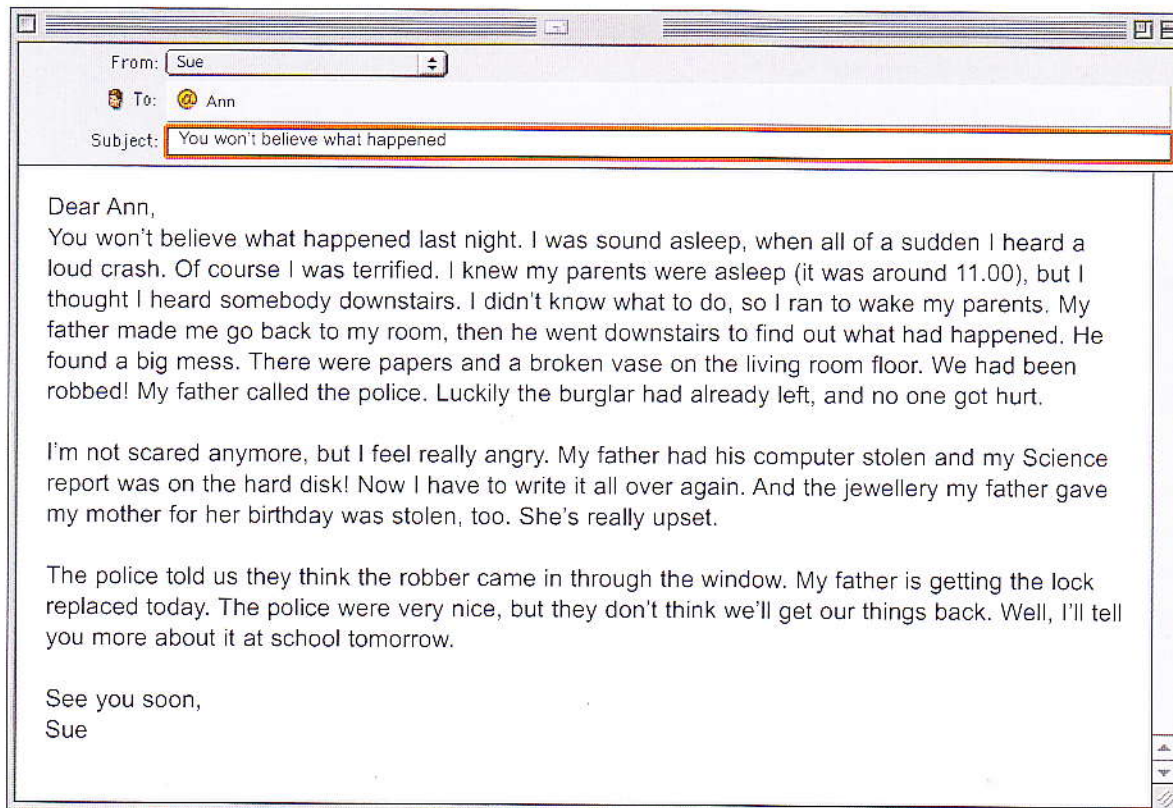 From: Sue
To: @ Ann
Subject: You won't believe what happened
Dear Ann,
You won't believe what happened last night. I was sound asleep, when all of a sudden I heard a
loud crash. Of course I was terrified. I knew my parents were asleep (it was around 11.00), but I
thought I heard somebody downstairs. I didn't know what to do, so I ran to wake my parents. My
father made me go back to my room, then he went downstairs to find out what had happened. He
found a big mess. There were papers and a broken vase on the living room floor. We had been
robbed! My father called the police. Luckily the burglar had already left, and no one got hurt.
I'm not scared anymore, but I feel really angry. My father had his computer stolen and my Science
report was on the hard disk! Now I have to write it all over again. And the jewellery my father gave
my mother for her birthday was stolen, too. She's really upset.
The police told us they think the robber came in through the window. My father is getting the lock
replaced today. The police were very nice, but they don't think we'll get our things back. Well, I'll tell
you more about it at school tomorrow.
See you soon,
Sue